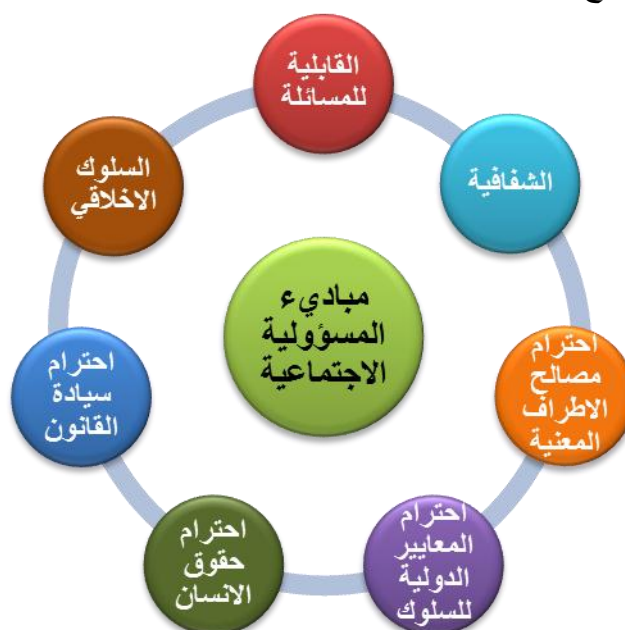 القابلية
للمسائلة
الشفافية
احترام
مصالح
الاطراف
المعنية
احترام
المعايير
الدولية
للسلوك
احترام
حقوق
الانسان
احترام
سيادة
القانون
السلوك
الاخلاقي
مباديء
المسؤولية
الاجتماعية